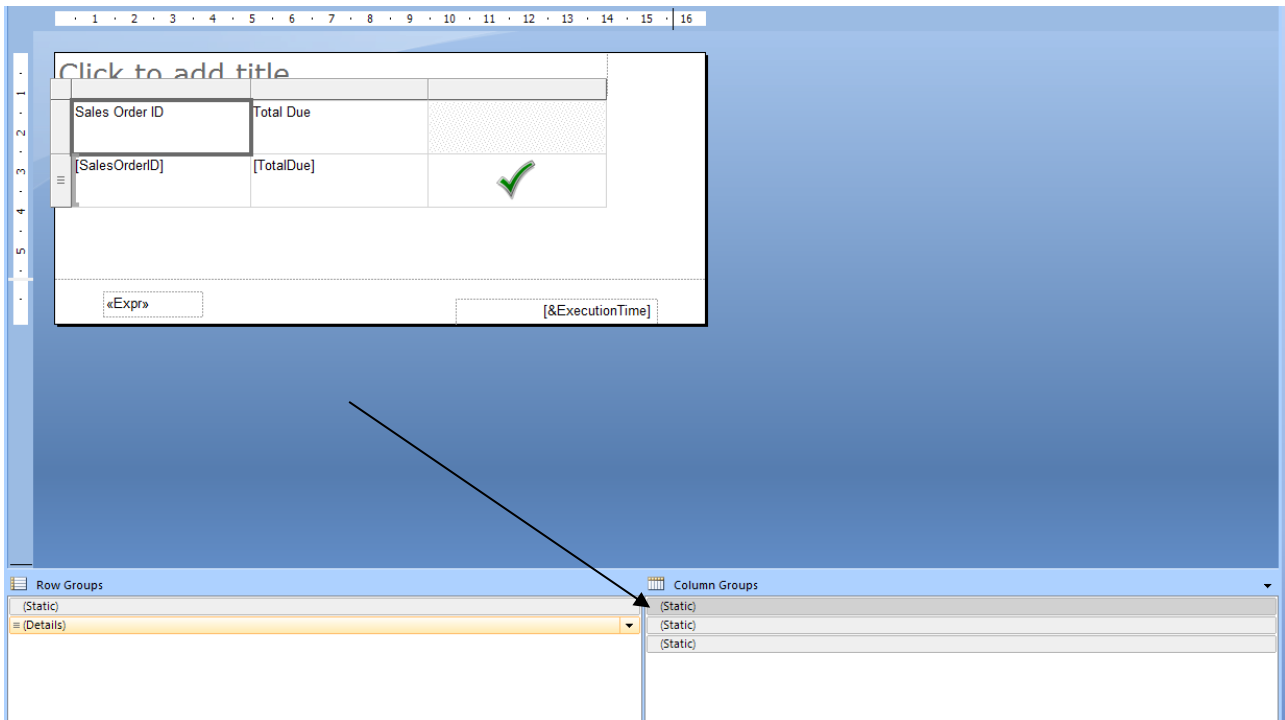 1 2 3 4 5 6 7 8 9 10 11 12 13 14 15 16
Click to add title
1
2
3
4
5
Sales Order ID Total Due
[SalesOrderID] [TotalDue]
«Expr» [&ExecutionTime]
Row Groups
(Static)
(Details)
Column Groups
(Static)
(Static)
(Static)